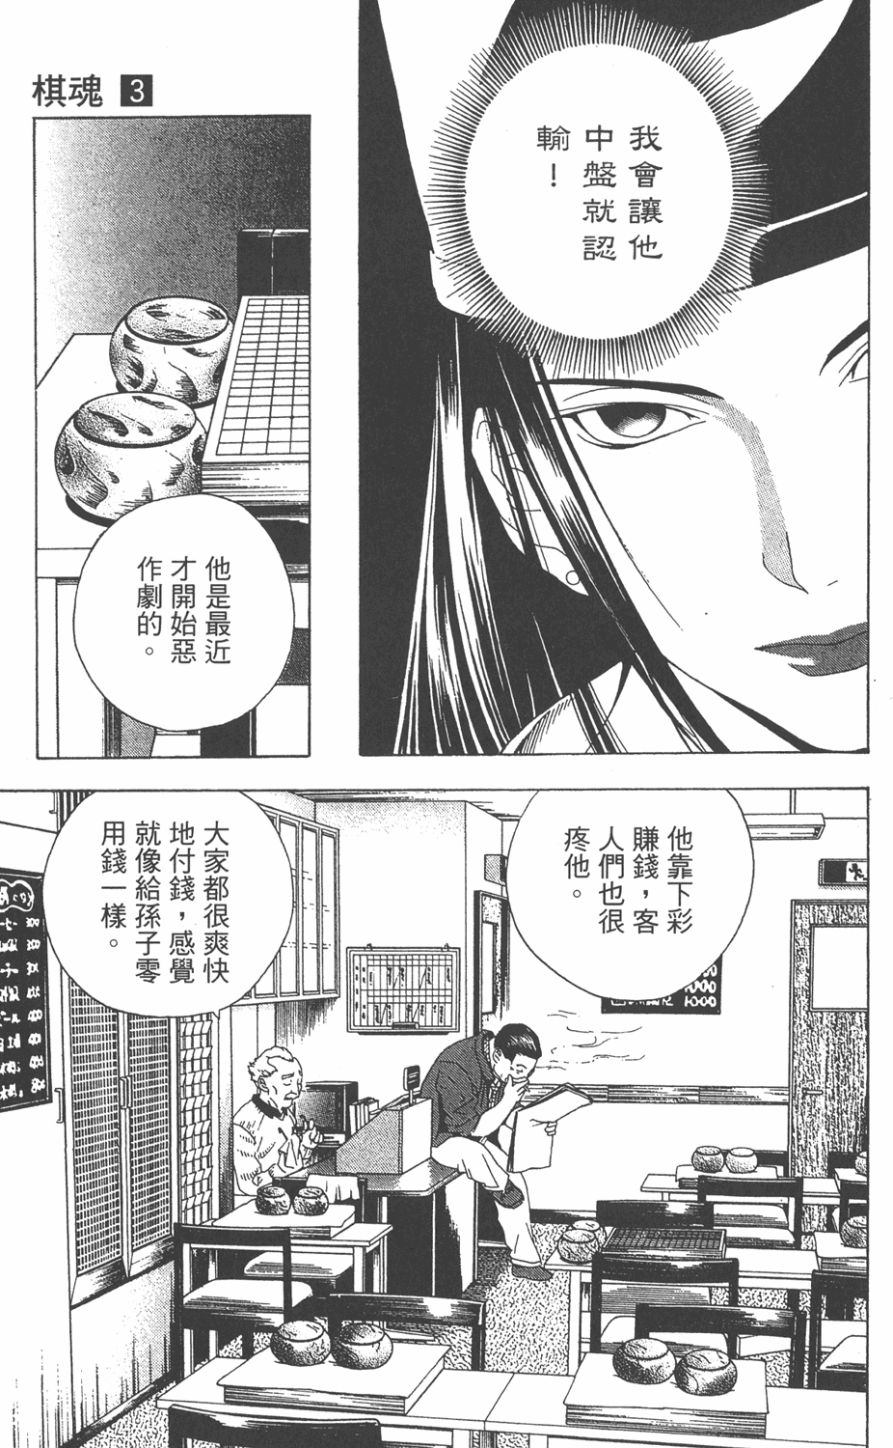 棋魂 3
我會讓他
中盤就認
輸！
他是最近
才開始惡
作劇的。
他靠下彩
賺錢，客
人們也很
疼他。
大家都很爽快
地付錢，感覺
就像給孫子零
用錢一樣。